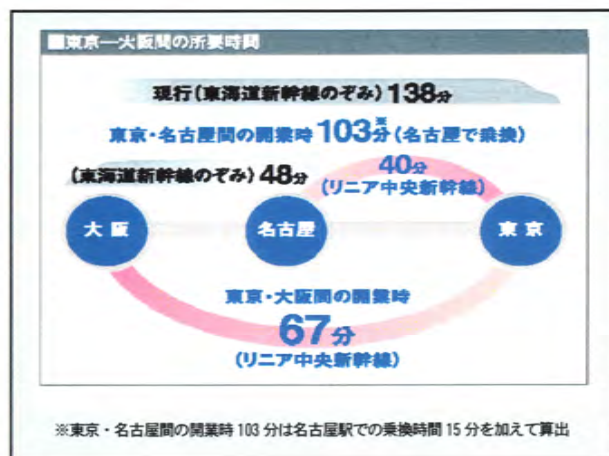 ■東京―大阪間の所要時間
現行(東海道新幹線のぞみ)138分
東京・名古屋間の開業時103分※(名古屋で乗換)
(東海道新幹線のぞみ)48分
40分
(リニア中央新幹線)
大阪
名古屋
東京
東京・大阪間の開業時
67分
(リニア中央新幹線)
※東京・名古屋間の開業時103分は名古屋駅での乗換時間15分を加えて算出